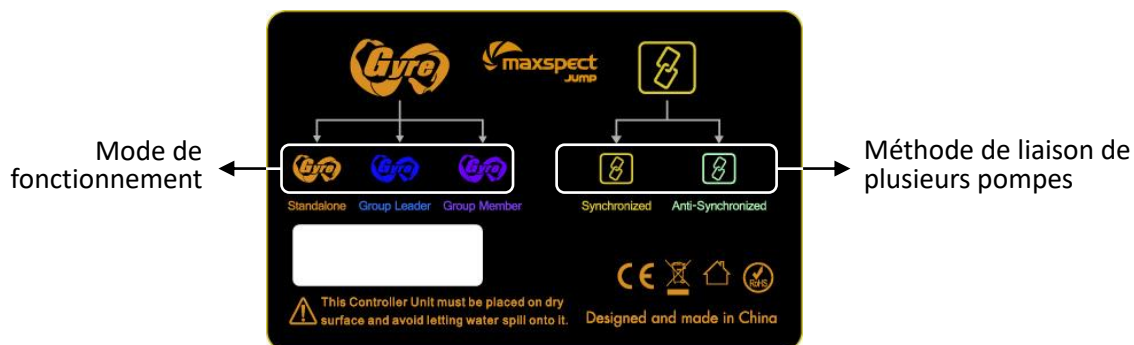 Gyre
maxspect
JUMP
Mode de
fonctionnement
Gyre Gyre Gyre
Standalone Group Leader Group Member
Synchronized Anti-Synchronized
Méthode de liaison de
plusieurs pompes
CE RoHS
This Controller Unit must be placed on dry
surface and avoid letting water spill onto it.
Designed and made in China